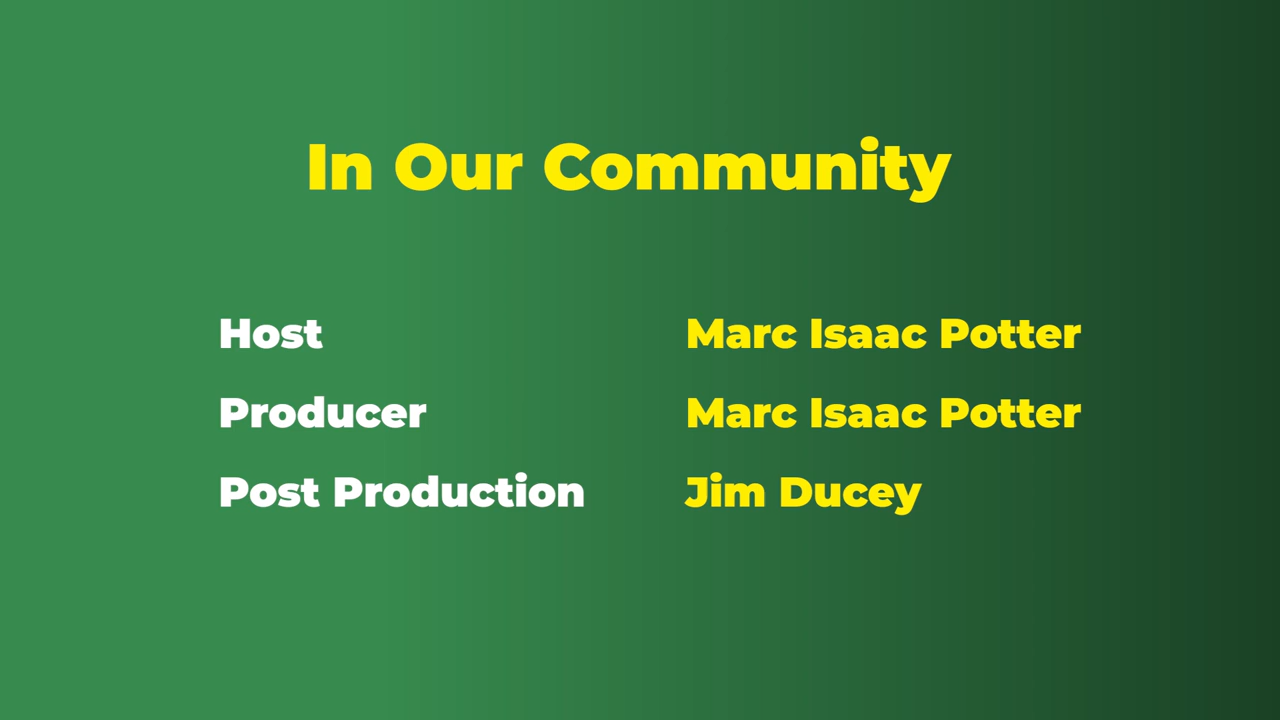 In Our Community
Host Marc Isaac Potter
Producer Marc Isaac Potter
Post Production Jim Ducey